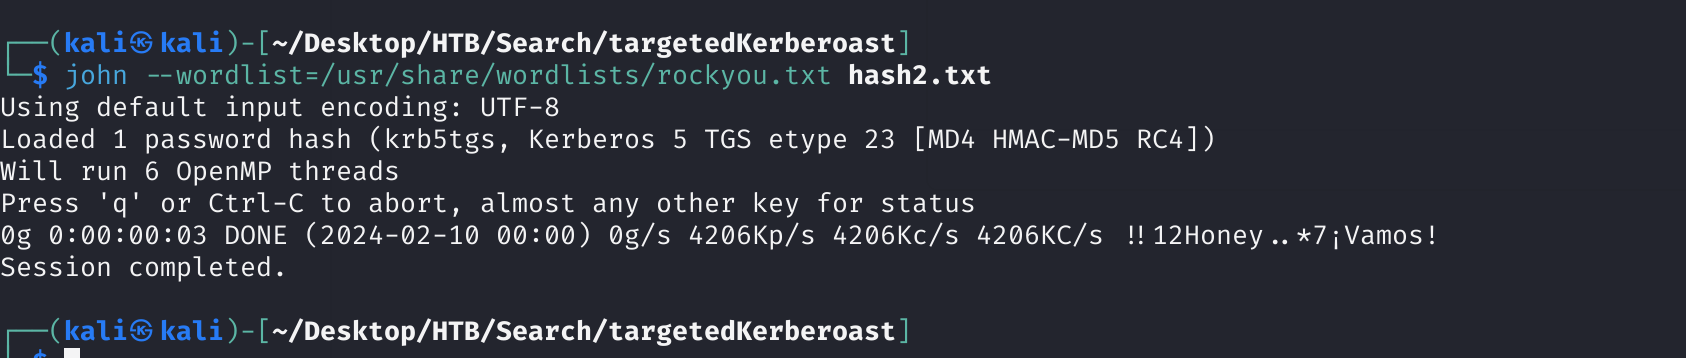 ┌──(kali㉿kali)-[~/Desktop/HTB/Search/targetedKerberoast]
└─$ john --wordlist=/usr/share/wordlists/rockyou.txt hash2.txt
Using default input encoding: UTF-8
Loaded 1 password hash (krb5tgs, Kerberos 5 TGS etype 23 [MD4 HMAC-MD5 RC4])
Will run 6 OpenMP threads
Press 'q' or Ctrl-C to abort, almost any other key for status
0g 0:00:00:03 DONE (2024-02-10 00:00) 0g/s 4206Kp/s 4206Kc/s 4206KC/s !!12Honey..*7¡Vamos!
Session completed.
┌──(kali㉿kali)-[~/Desktop/HTB/Search/targetedKerberoast]
└─$